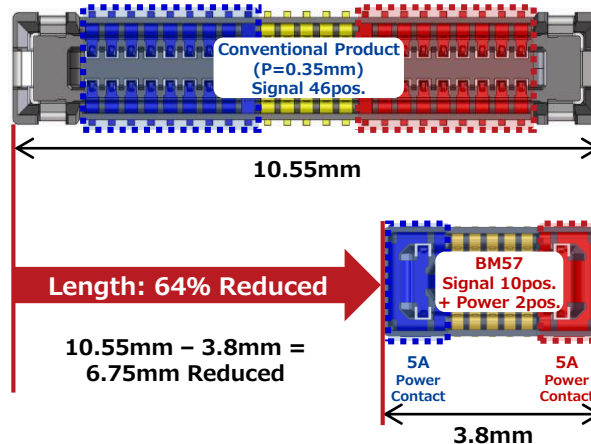 Conventional Product
(P=0.35mm)
Signal 46pos.
10.55mm
Length: 64% Reduced
BM57
Signal 10pos.
+ Power 2pos.
10.55mm – 3.8mm =
6.75mm Reduced
5A
Power
Contact
5A
Power
Contact
3.8mm